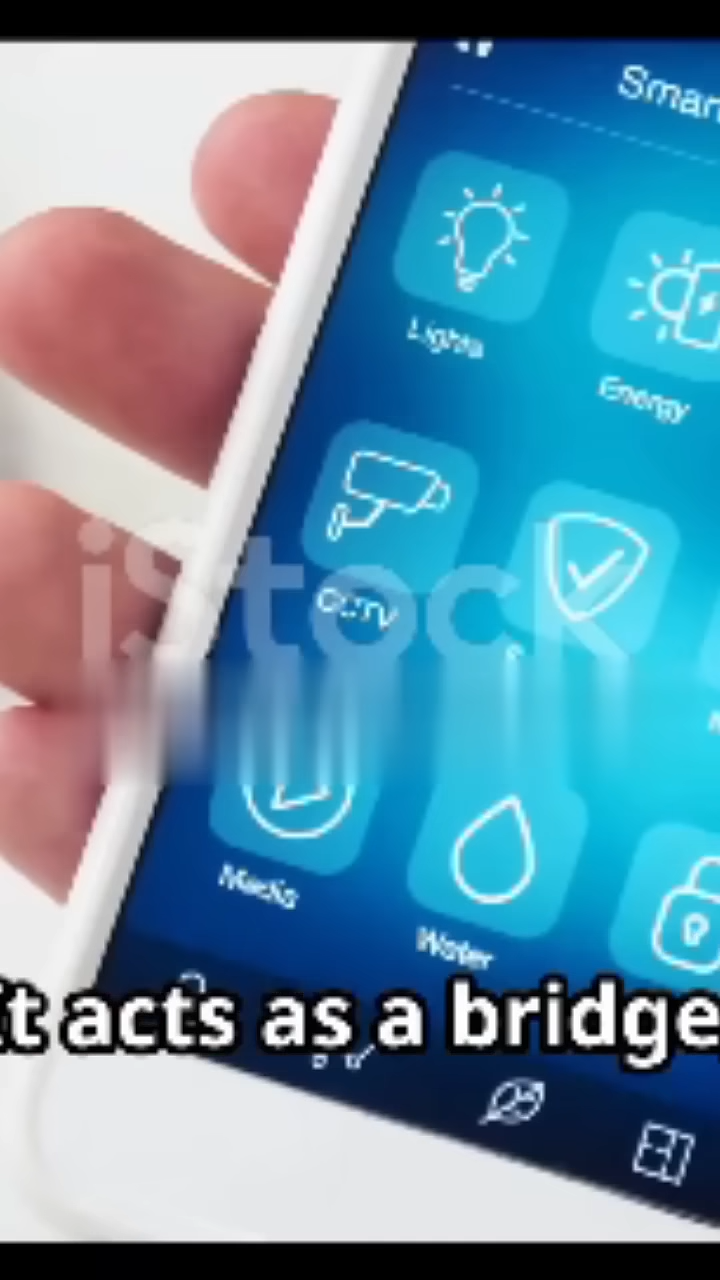 Smar
Lights
Energy
CCTV
iStock
Media
Water
It acts as a bridge